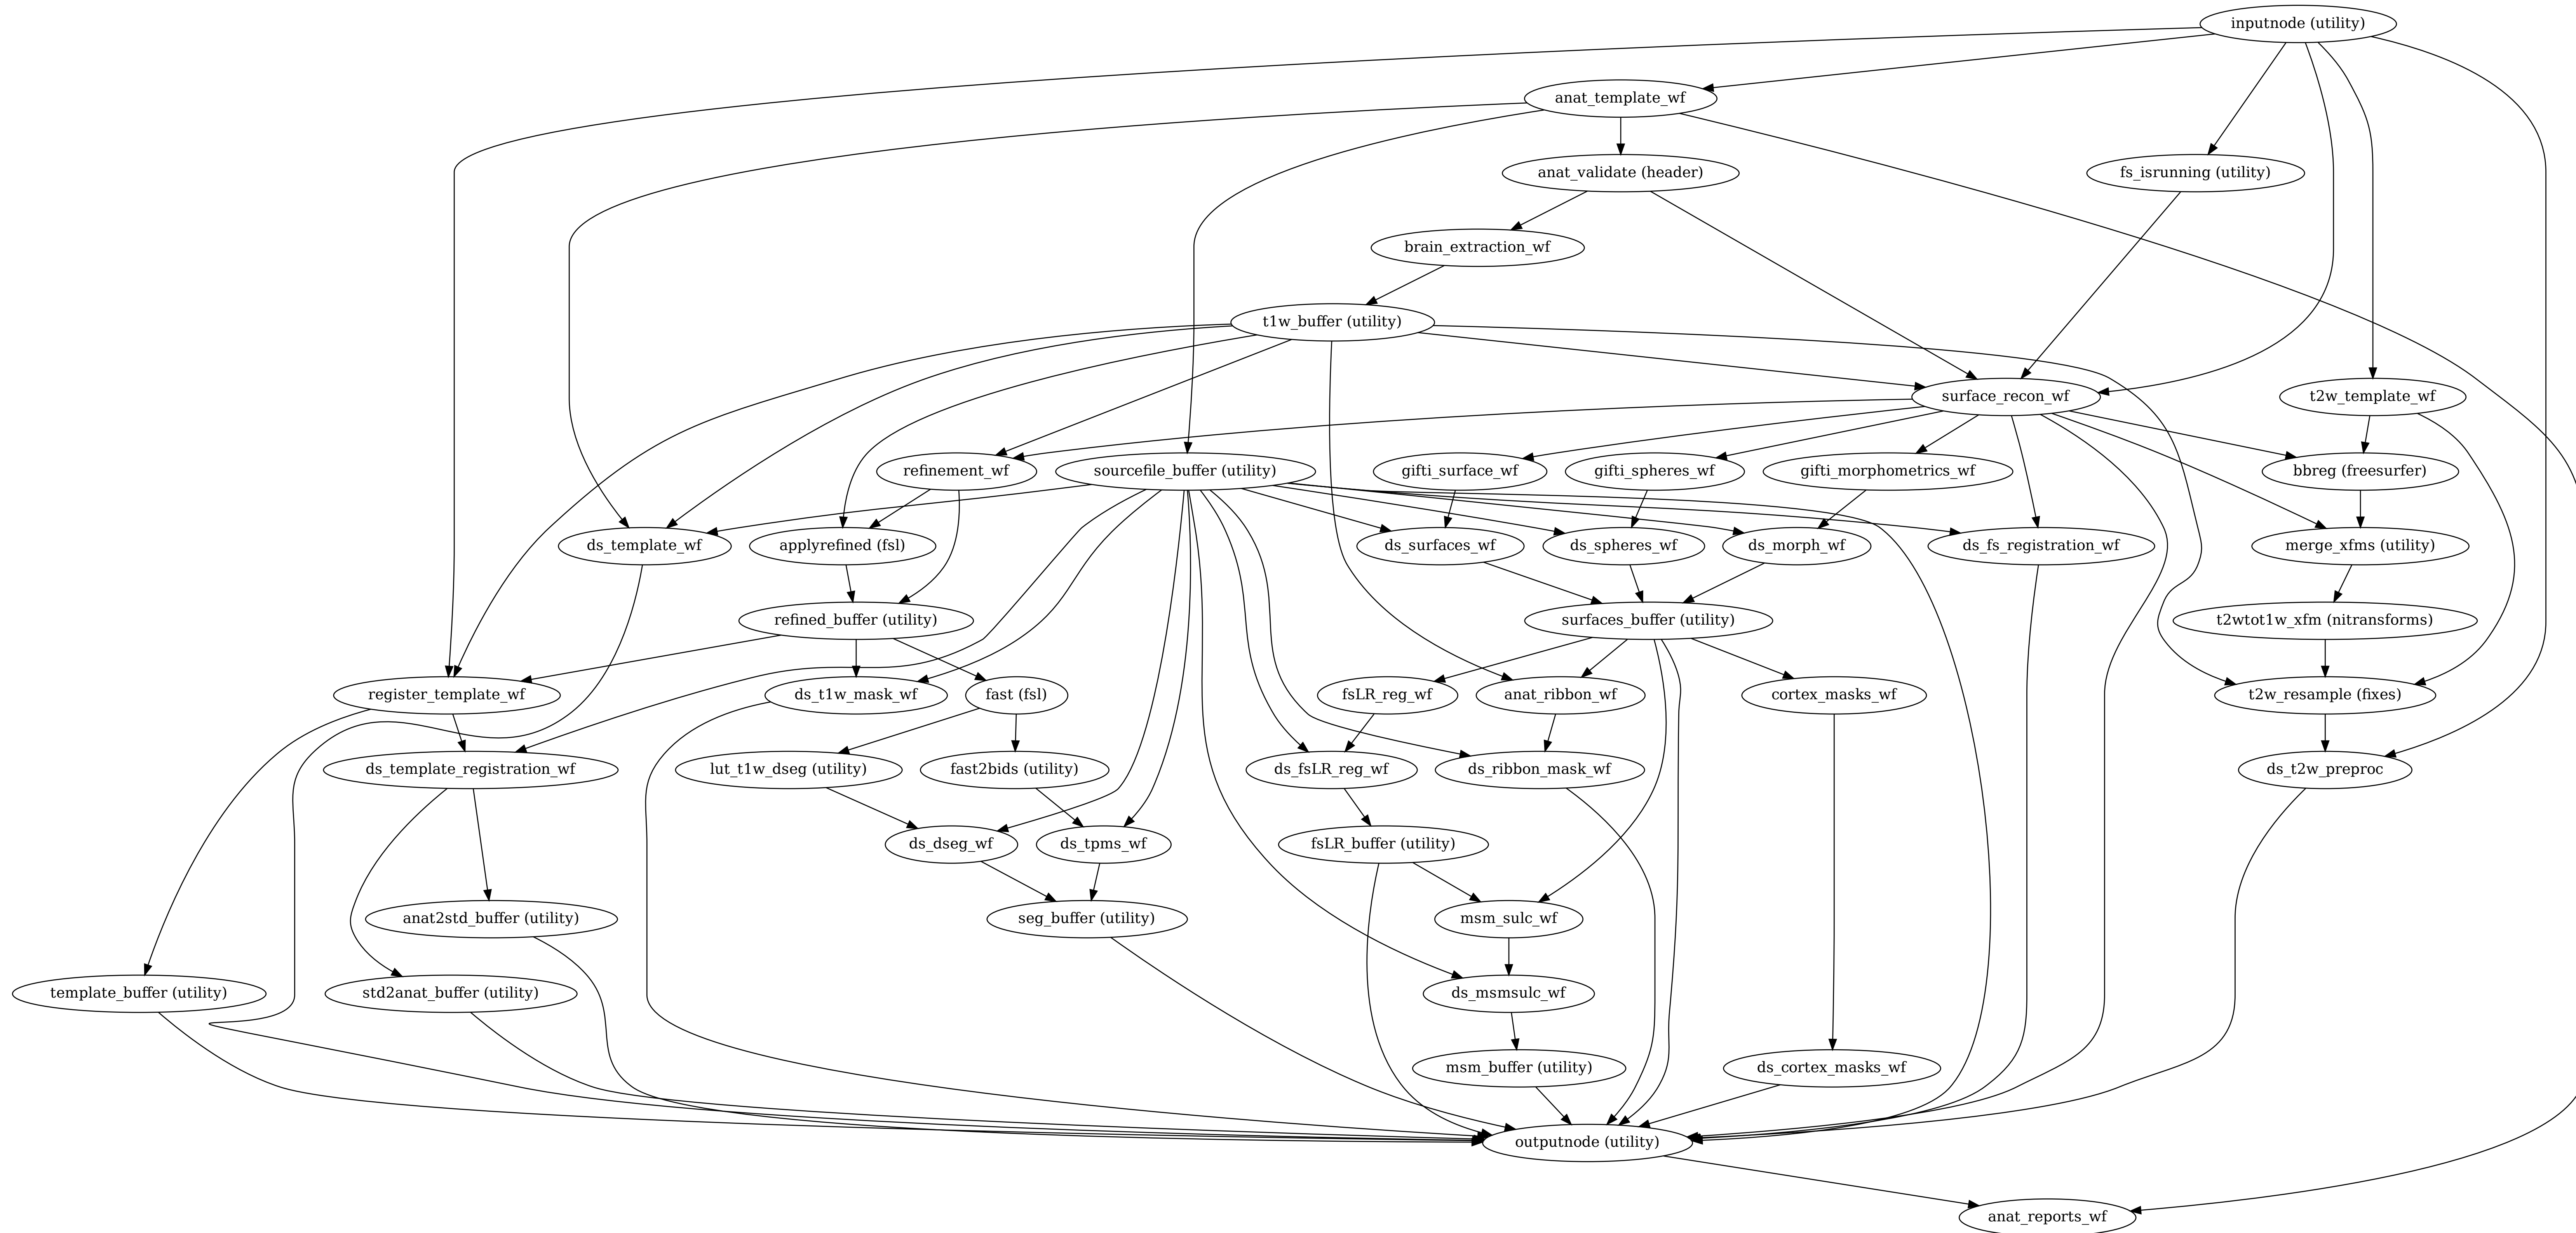 inputnode (utility)
anat_template_wf
anat_validate (header)
fs_isrunning (utility)
brain_extraction_wf
t1w_buffer (utility)
surface_recon_wf
t2w_template_wf
refinement_wf
sourcefile_buffer (utility)
gifti_surface_wf
gifti_spheres_wf
gifti_morphometrics_wf
bbreg (freesurfer)
ds_template_wf
applyrefined (fsl)
ds_surfaces_wf
ds_spheres_wf
ds_morph_wf
ds_fs_registration_wf
merge_xfms (utility)
refined_buffer (utility)
surfaces_buffer (utility)
t2wtot1w_xfm (nitransforms)
register_template_wf
ds_t1w_mask_wf
fast (fsl)
fsLR_reg_wf
anat_ribbon_wf
cortex_masks_wf
t2w_resample (fixes)
ds_template_registration_wf
lut_t1w_dseg (utility)
fast2bids (utility)
ds_fsLR_reg_wf
ds_ribbon_mask_wf
ds_t2w_preproc
ds_dseg_wf
ds_tpms_wf
fsLR_buffer (utility)
anat2std_buffer (utility)
seg_buffer (utility)
msm_sulc_wf
template_buffer (utility)
std2anat_buffer (utility)
ds_msmsulc_wf
msm_buffer (utility)
ds_cortex_masks_wf
outputnode (utility)
anat_reports_wf